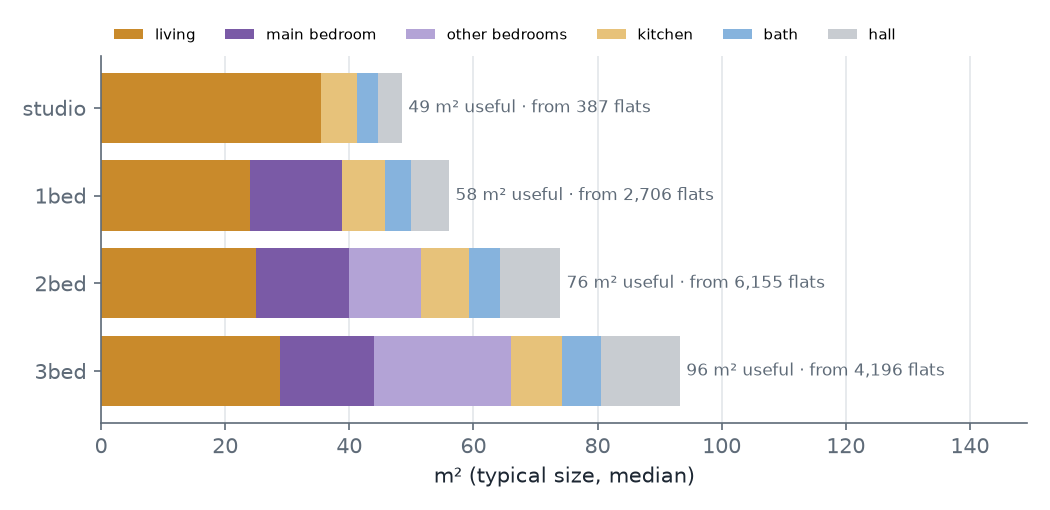 living main bedroom other bedrooms kitchen bath hall
studio 49 m² useful · from 387 flats
1bed 58 m² useful · from 2,706 flats
2bed 76 m² useful · from 6,155 flats
3bed 96 m² useful · from 4,196 flats
0 20 40 60 80 100 120 140
m² (typical size, median)